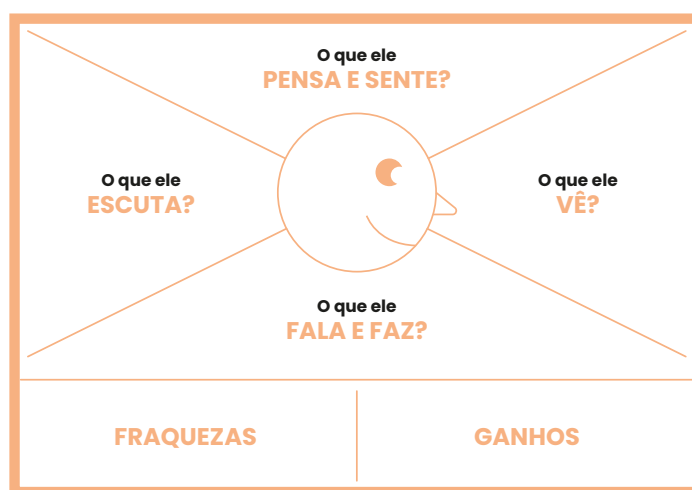 O que ele
PENSA E SENTE?
O que ele
ESCUTA?
O que ele
VÊ?
O que ele
FALA E FAZ?
FRAQUEZAS
GANHOS